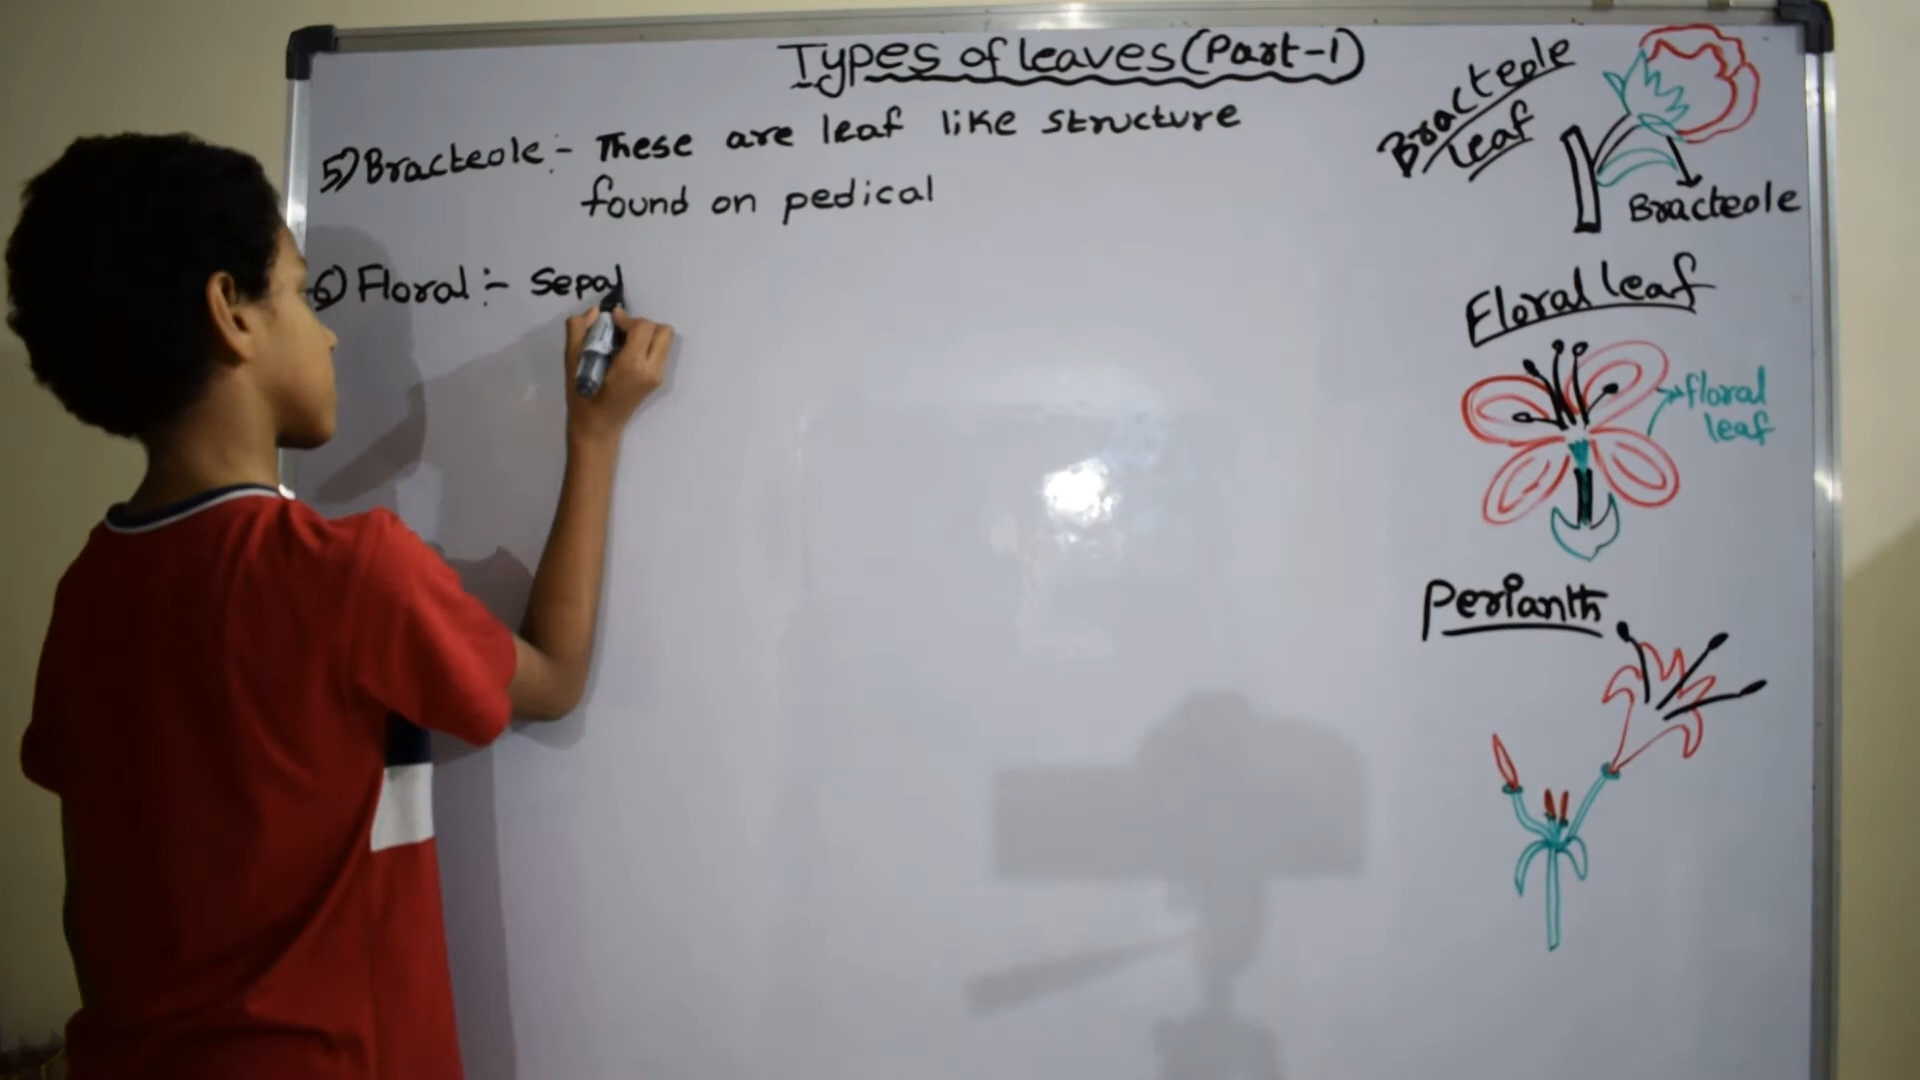 Types of leaves (Part-1)
5) Bracteole :- These are leaf like structure
found on pedical
6) Floral :- Sepal
Bracteole
leaf
Bracteole
Floral leaf
floral
leaf
Perianth